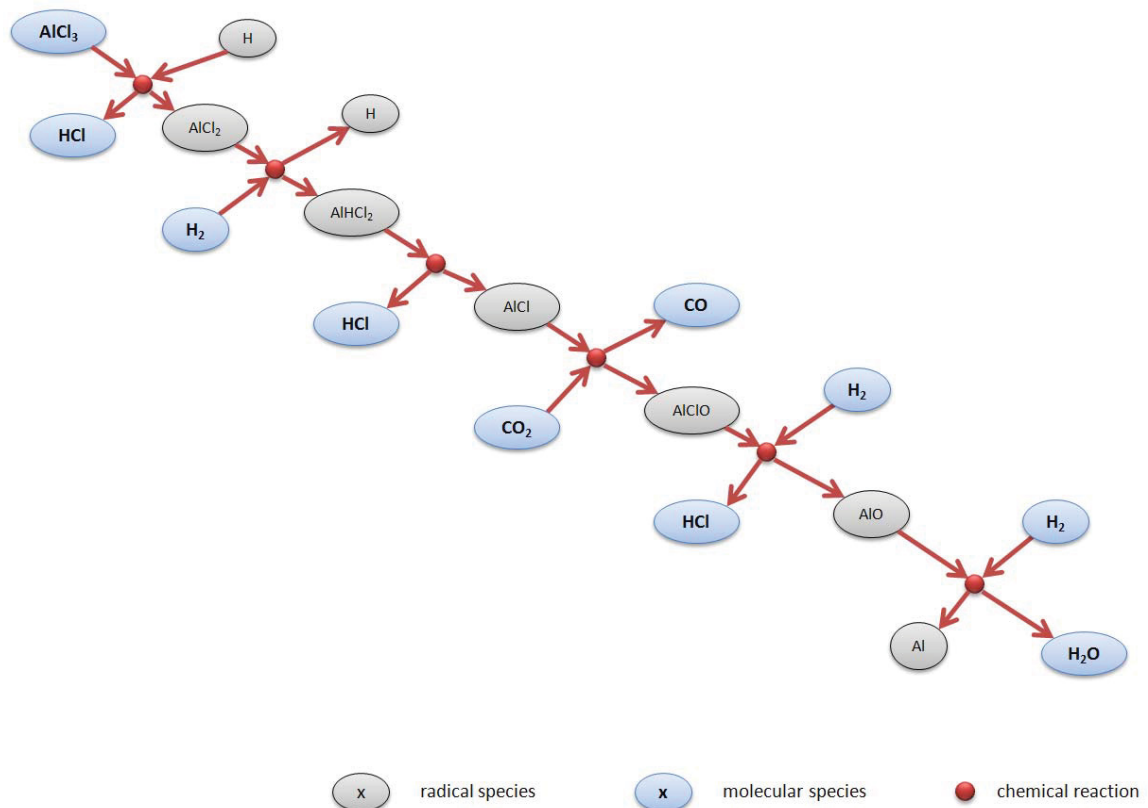 AlCl₃
H
HCl
AlCl₂
H
H₂
AlHCl₂
HCl
AlCl
CO
CO₂
AlClO
H₂
HCl
AlO
H₂
Al
H₂O
x radical species
x molecular species
chemical reaction